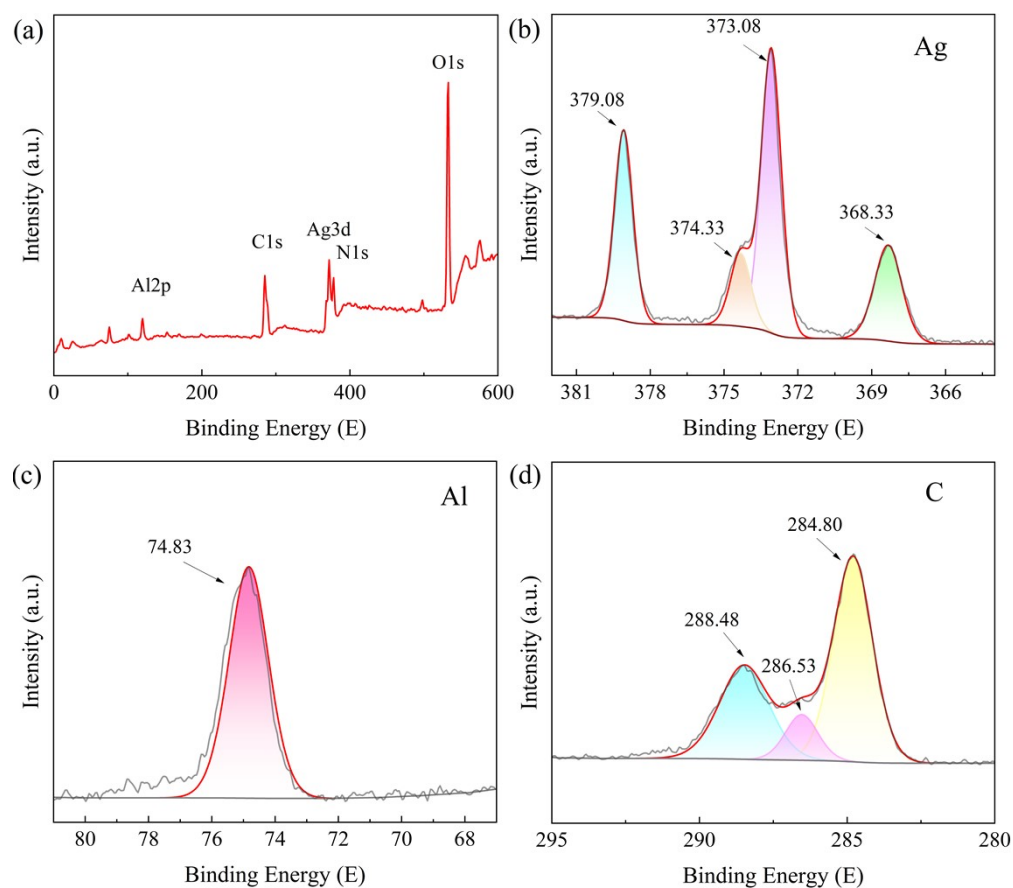 (a)
O1s
Ag3d
C1s
N1s
Al2p
Intensity (a.u.)
0 200 400 600
Binding Energy (E)
(b)
Ag
373.08
379.08
374.33
368.33
Intensity (a.u.)
381 378 375 372 369 366
Binding Energy (E)
(c)
Al
74.83
Intensity (a.u.)
80 78 76 74 72 70 68
Binding Energy (E)
(d)
C
284.80
288.48
286.53
Intensity (a.u.)
295 290 285 280
Binding Energy (E)